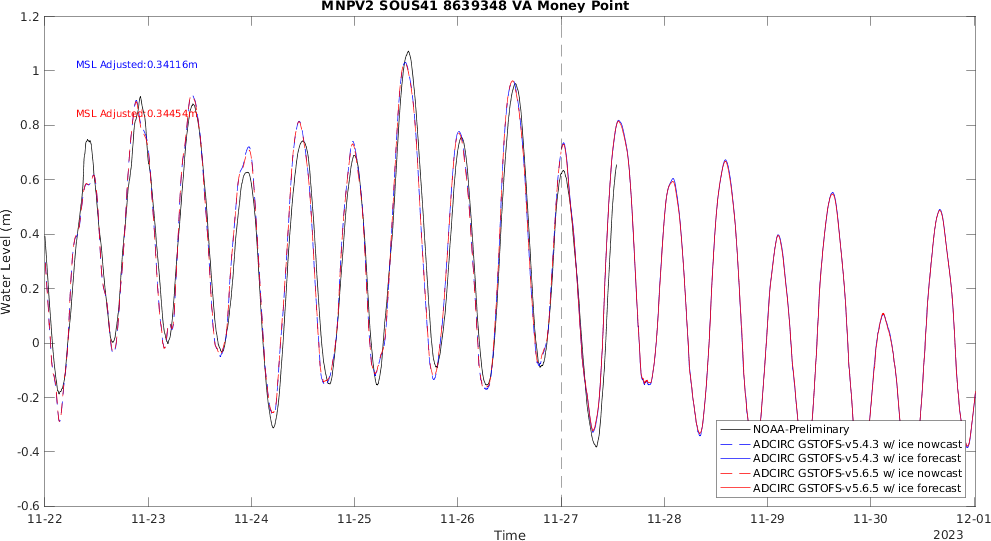 MNPV2 SOUS41 8639348 VA Money Point
1.2
1
0.8
0.6
0.4
0.2
0
-0.2
-0.4
-0.6
Water Level (m)
MSL Adjusted:0.34116m
MSL Adjusted:0.34454m
NOAA-Preliminary
ADCIRC GSTOFS-v5.4.3 w/ ice nowcast
ADCIRC GSTOFS-v5.4.3 w/ ice forecast
ADCIRC GSTOFS-v5.6.5 w/ ice nowcast
ADCIRC GSTOFS-v5.6.5 w/ ice forecast
11-22 11-23 11-24 11-25 11-26 11-27 11-28 11-29 11-30 12-01
Time
2023